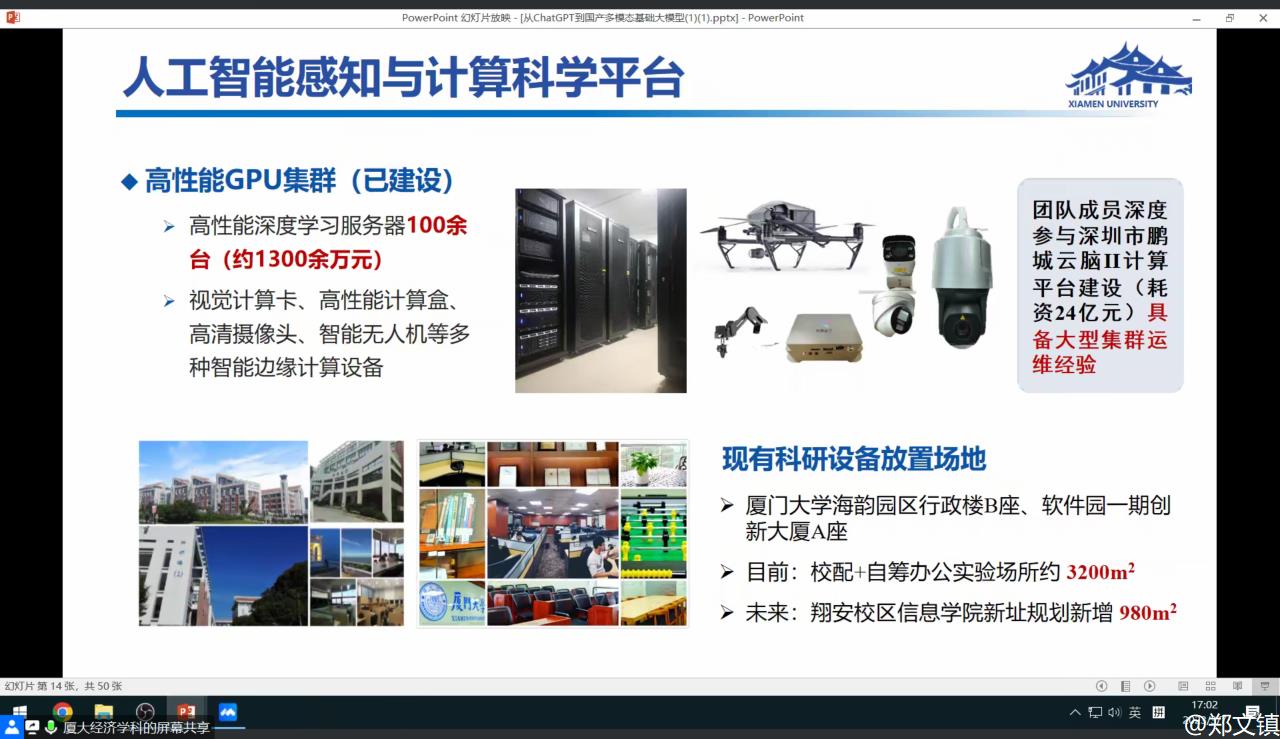 PowerPoint 幻灯片放映 - [从ChatGPT到国产多模态基础大模型(1)(1).pptx] - PowerPoint
人工智能感知与计算科学平台
XIAMEN UNIVERSITY
◆ 高性能GPU集群（已建设）
➢ 高性能深度学习服务器100余
台（约1300余万元）
➢ 视觉计算卡、高性能计算盒、
高清摄像头、智能无人机等多
种智能边缘计算设备
团队成员深度
参与深圳市鹏
城云脑II计算
平台建设（耗
资24亿元）具
备大型集群运
维经验
现有科研设备放置场地
➢ 厦门大学海韵园区行政楼B座、软件园一期创
新大厦A座
➢ 目前：校配+自筹办公实验场所约 3200m²
➢ 未来：翔安校区信息学院新址规划新增 980m²
厦门大学
幻灯片 第 14 张，共 50 张
英
拼
17:02
厦大经济学科的屏幕共享
@郑文镇